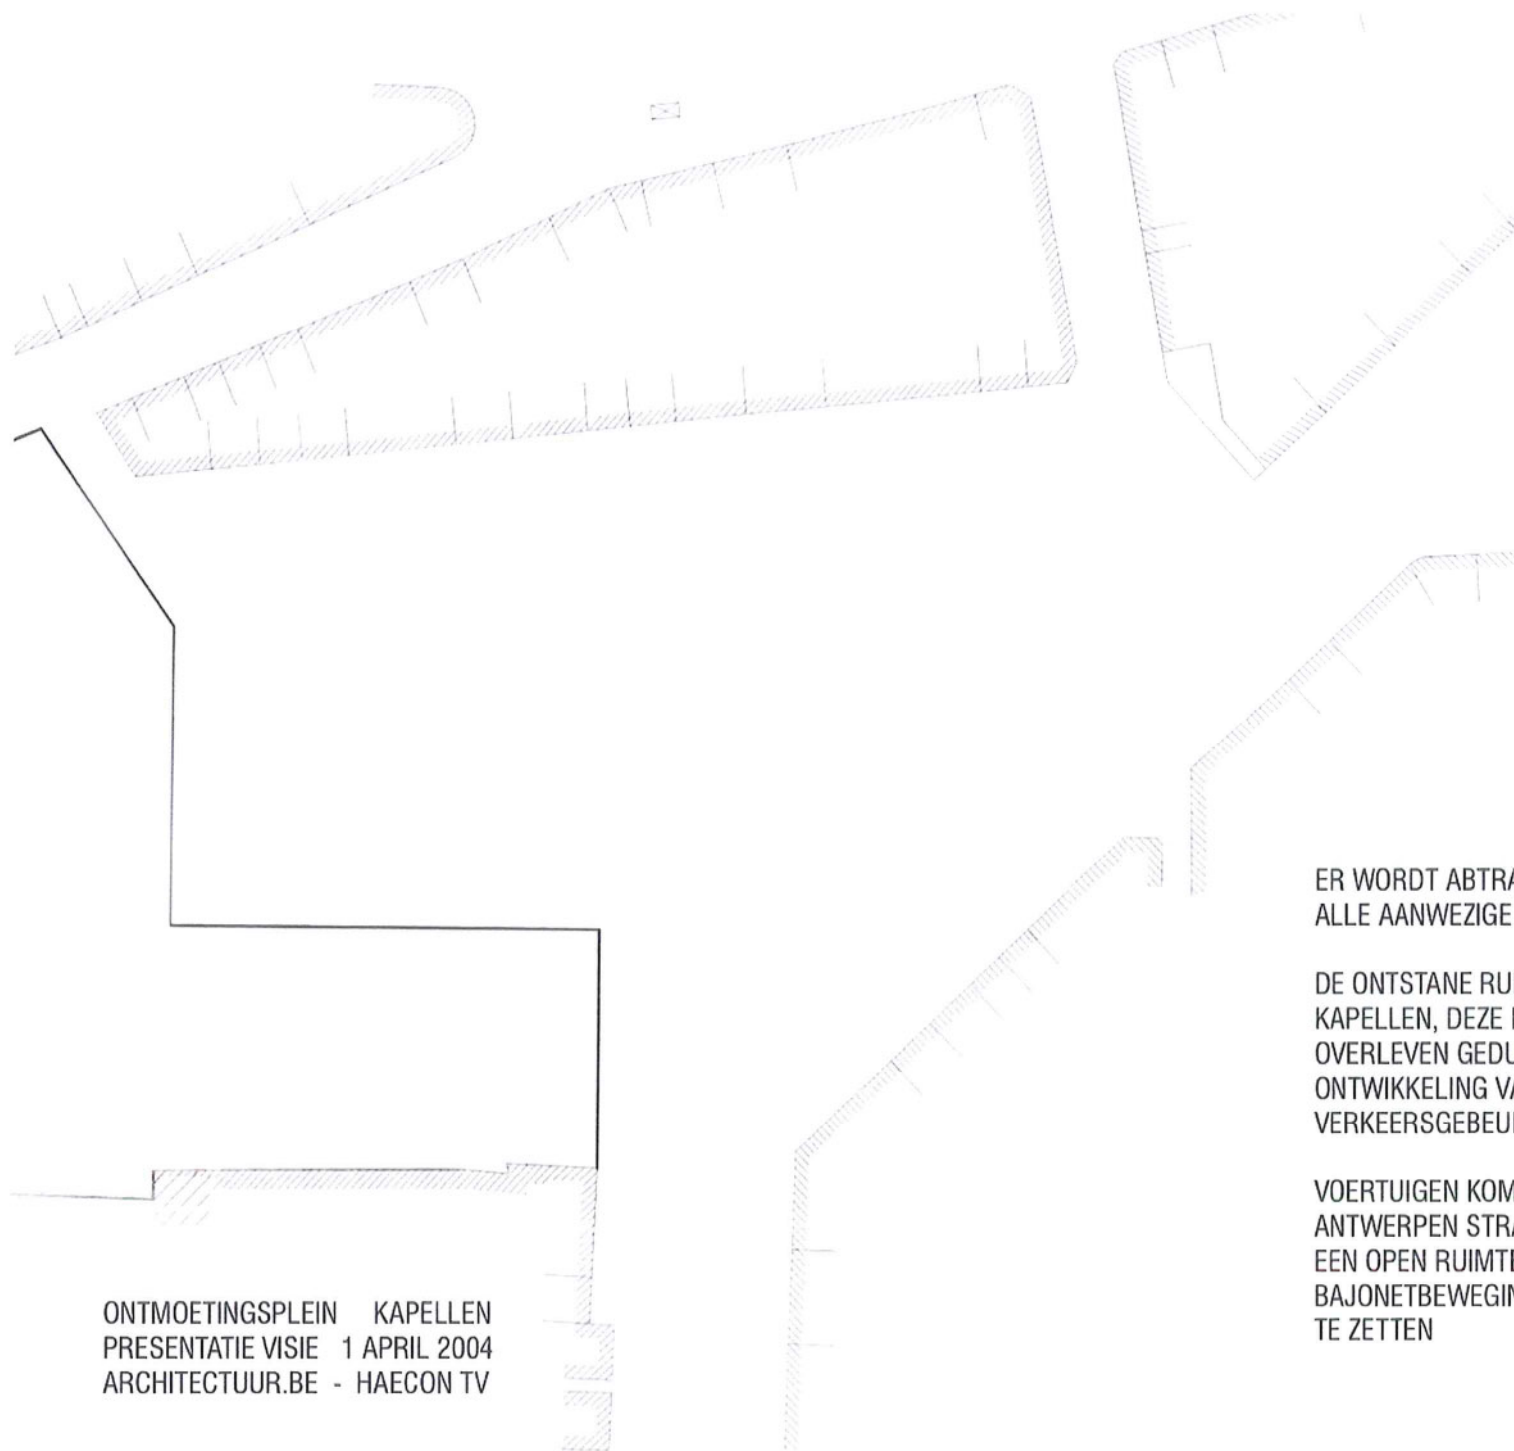 ER WORDT ABTRA
ALLE AANWEZIGE
DE ONTSTANE RU
KAPELLEN, DEZE
OVERLEVEN GEDU
ONTWIKKELING VA
VERKEERSGEBEU
VOERTUIGEN KOM
ANTWERPEN STRA
EEN OPEN RUIMTE
BAJONETBEWEGIN
TE ZETTEN
ONTMOETINGSPLEIN KAPELLEN
PRESENTATIE VISIE 1 APRIL 2004
ARCHITECTUUR.BE - HAECON TV